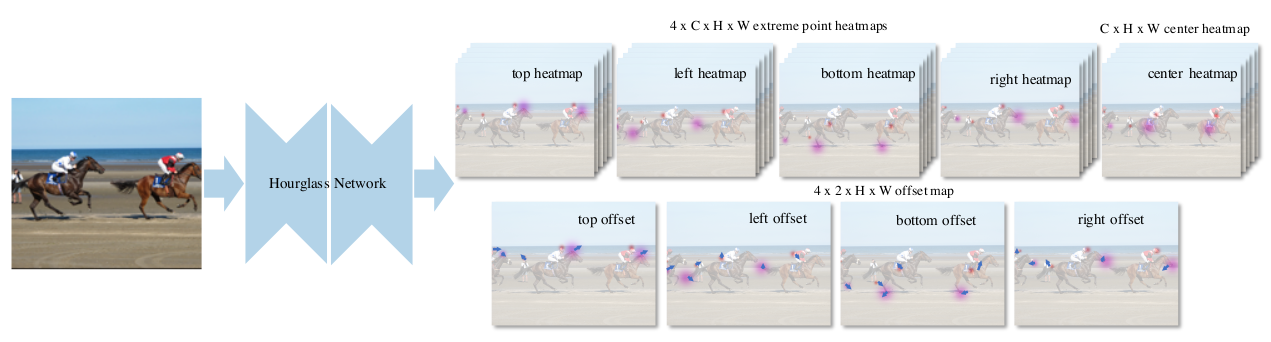 4 x C x H x W extreme point heatmaps
C x H x W center heatmap
top heatmap
left heatmap
bottom heatmap
right heatmap
center heatmap
Hourglass Network
4 x 2 x H x W offset map
top offset
left offset
bottom offset
right offset